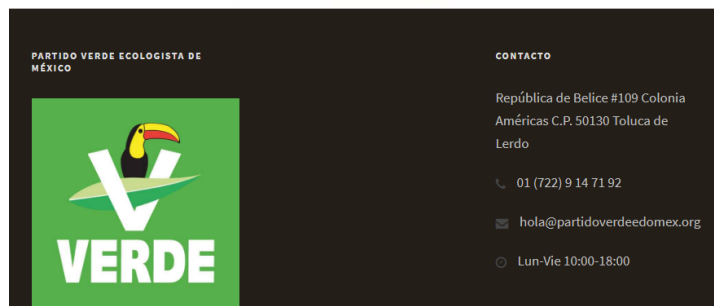 PARTIDO VERDE ECOLOGISTA DE
MÉXICO
V
VERDE
CONTACTO
República de Belice #109 Colonia
Américas C.P. 50130 Toluca de
Lerdo
01 (722) 9 14 71 92
hola@partidoverdeedomex.org
Lun-Vie 10:00-18:00